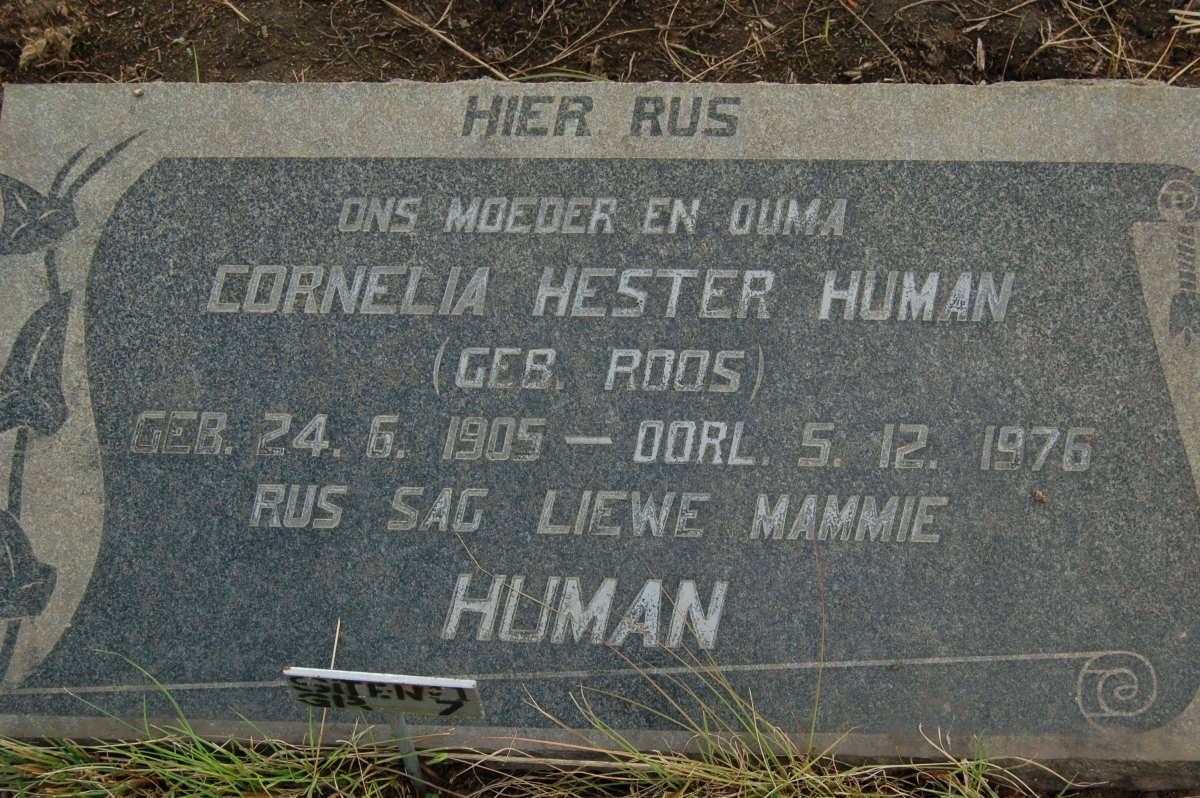 HIER RUS
ONS MOEDER EN OUMA
CORNELIA HESTER HUMAN
(GEB. ROOS)
GEB. 24. 6. 1905 — OORL. 5. 12. 1976
RUS SAG LIEWE MAMMIE
HUMAN